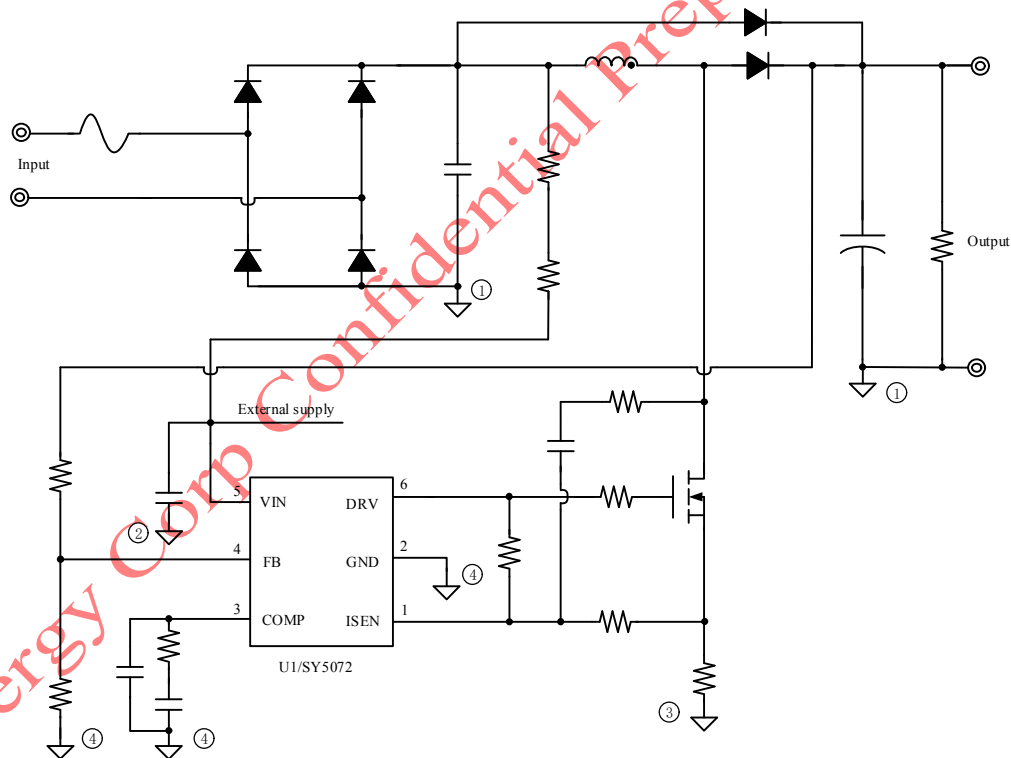 Input
①
Output
①
External supply
②
5
VIN
DRV
6
4
FB
GND
2
④
3
COMP
ISEN
1
U1/SY5072
③
④
④
ergy Corp Confidential Prep